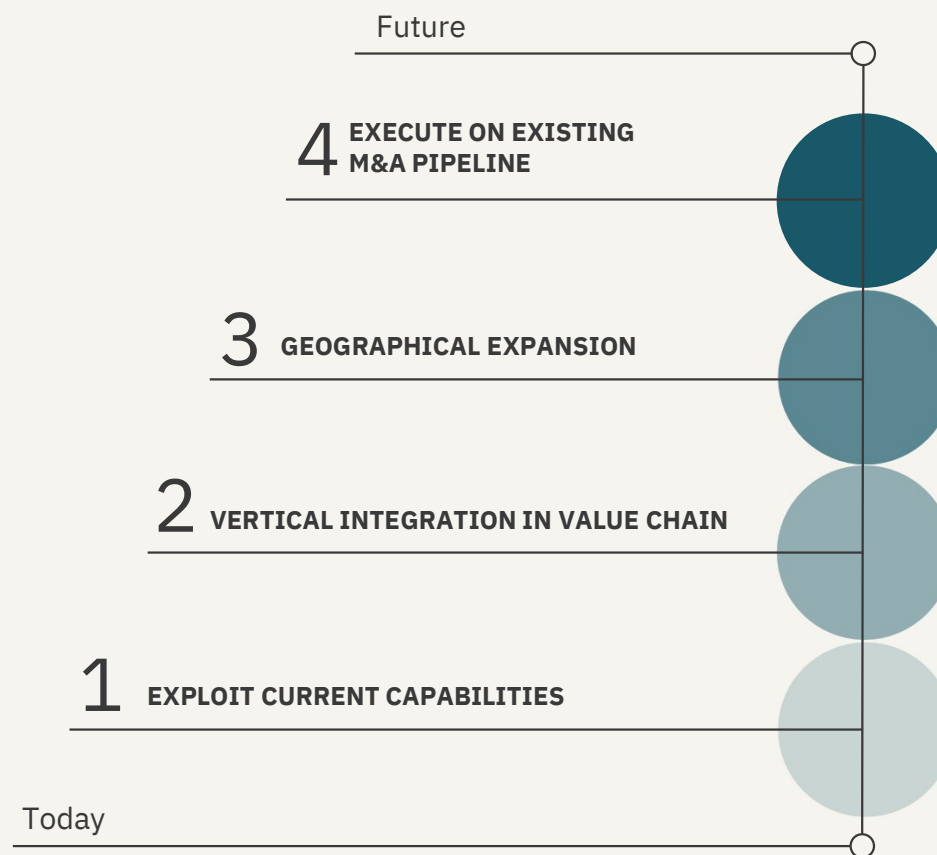 Future
4 EXECUTE ON EXISTING
M&A PIPELINE
3 GEOGRAPHICAL EXPANSION
2 VERTICAL INTEGRATION IN VALUE CHAIN
1 EXPLOIT CURRENT CAPABILITIES
Today